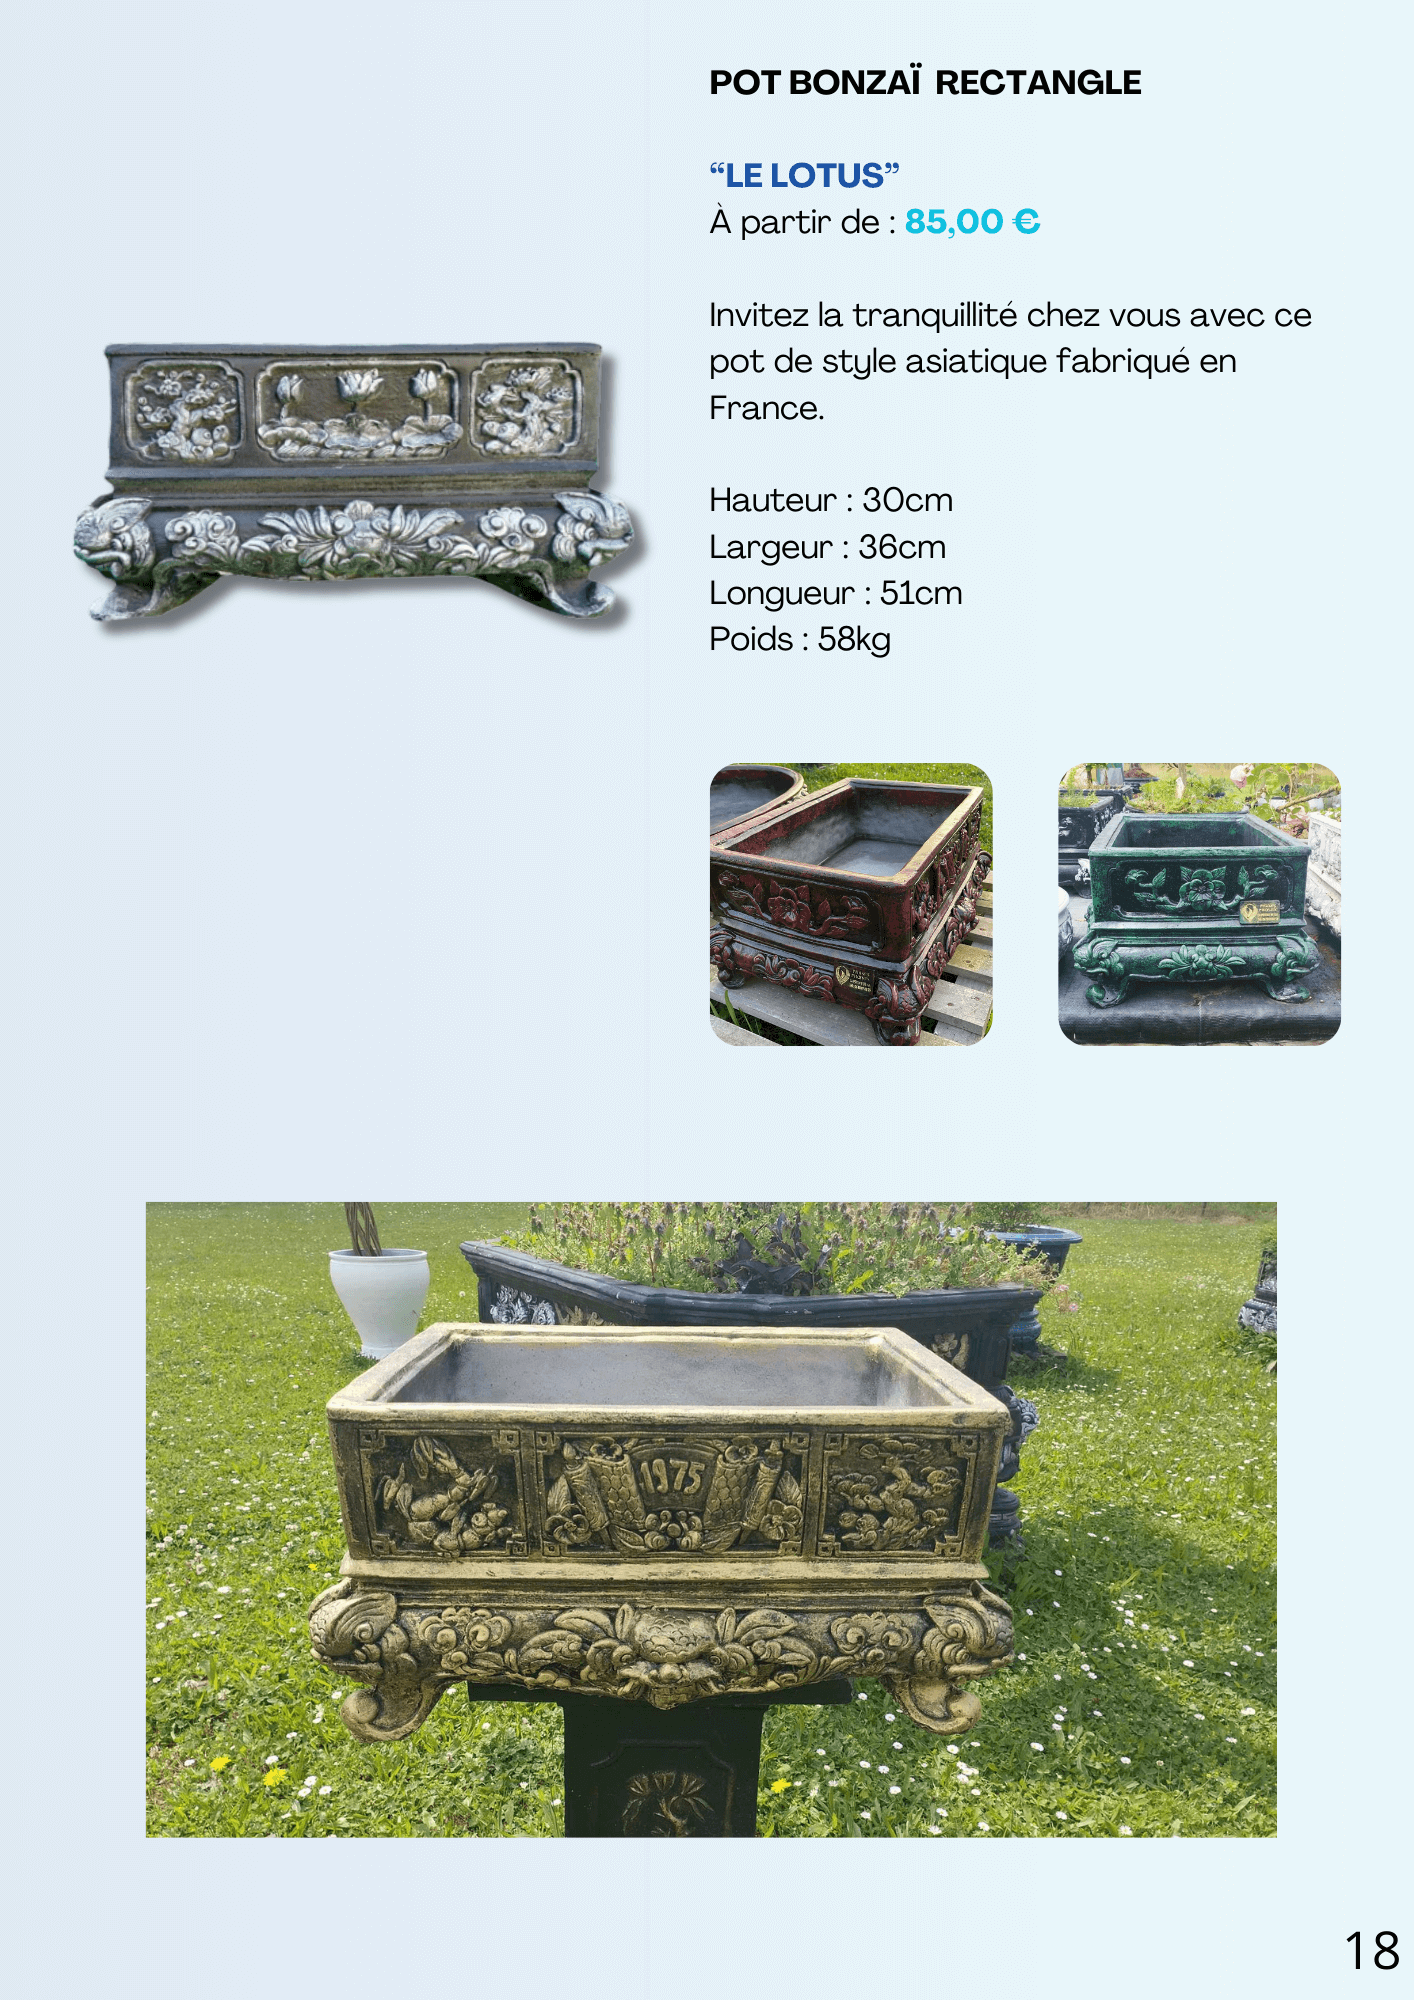 POT BONZAÏ RECTANGLE
“LE LOTUS”
À partir de : 85,00 €
Invitez la tranquillité chez vous avec ce
pot de style asiatique fabriqué en
France.
Hauteur : 30cm
Largeur : 36cm
Longueur : 51cm
Poids : 58kg
1975
18